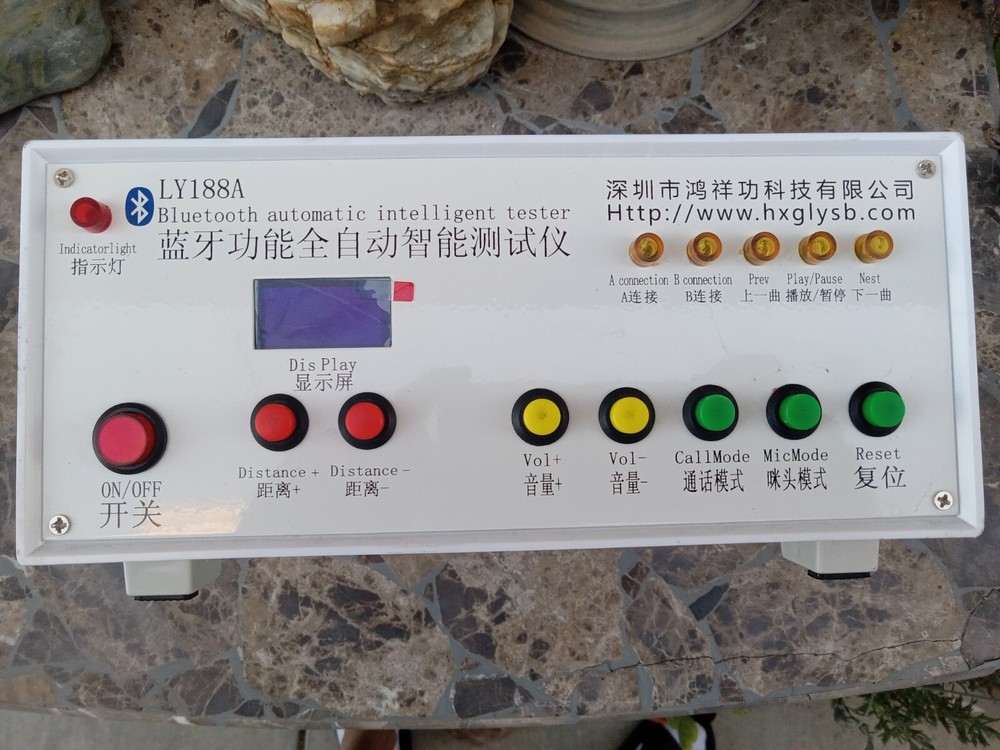 LY188A
Bluetooth automatic intelligent tester
蓝牙功能全自动智能测试仪
深圳市鸿祥功科技有限公司
Http://www.hxglysb.com
Indicatorlight
指示灯
A connection B connection Prev Play/Pause Nest
A连接 B连接 上一曲 播放/暂停 下一曲
Dis Play
显示屏
ON/OFF
开关
Distance + Distance -
距离+ 距离-
Vol+ Vol- CallMode MicMode Reset
音量+ 音量- 通话模式 咪头模式 复位